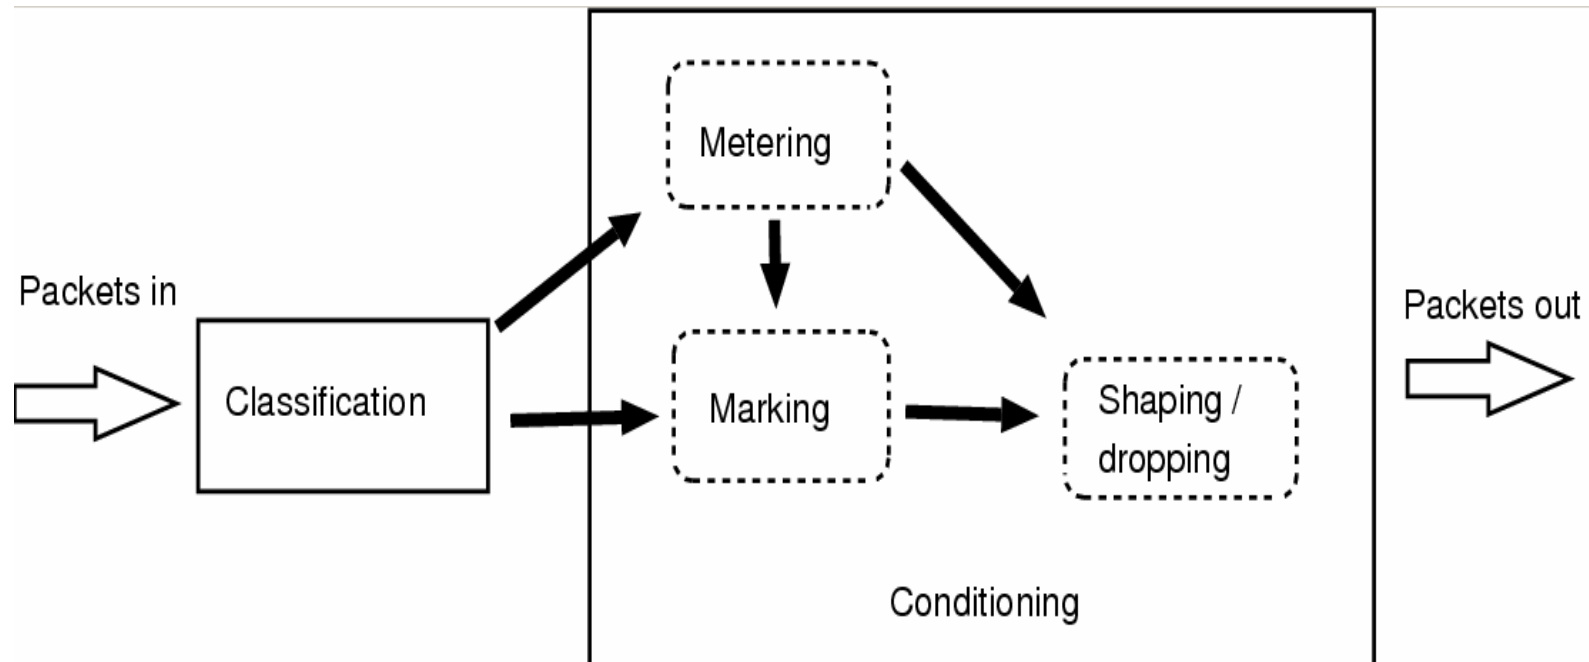 Metering
Packets in
Packets out
Classification
Marking
Shaping /
dropping
Conditioning